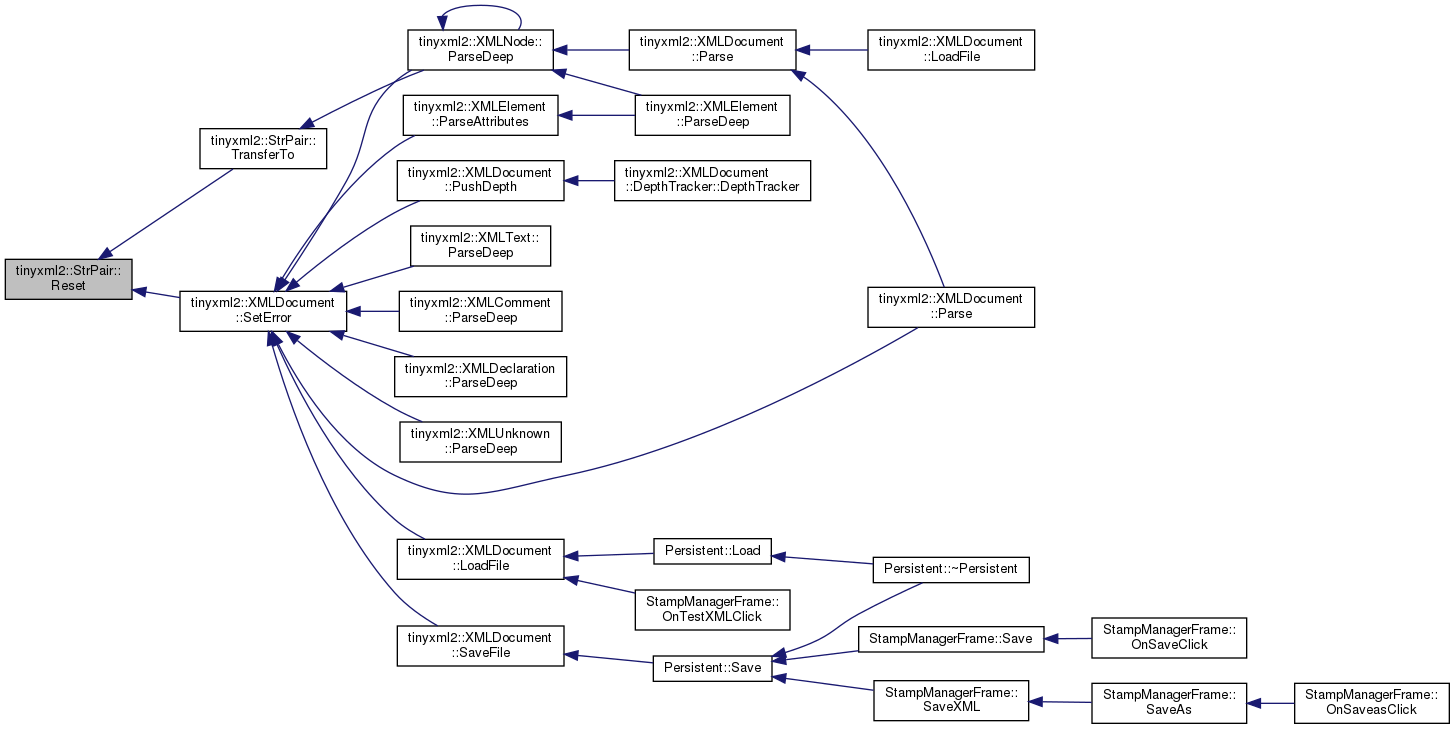 tinyxml2::StrPair::
Reset
tinyxml2::StrPair::
TransferTo
tinyxml2::XMLDocument
::SetError
tinyxml2::XMLNode::
ParseDeep
tinyxml2::XMLElement
::ParseAttributes
tinyxml2::XMLDocument
::PushDepth
tinyxml2::XMLText::
ParseDeep
tinyxml2::XMLComment
::ParseDeep
tinyxml2::XMLDeclaration
::ParseDeep
tinyxml2::XMLUnknown
::ParseDeep
tinyxml2::XMLDocument
::LoadFile
tinyxml2::XMLDocument
::SaveFile
tinyxml2::XMLDocument
::Parse
tinyxml2::XMLElement
::ParseDeep
tinyxml2::XMLDocument
::DepthTracker::DepthTracker
Persistent::Load
StampManagerFrame::
OnTestXMLClick
Persistent::Save
tinyxml2::XMLDocument
::LoadFile
tinyxml2::XMLDocument
::Parse
Persistent::~Persistent
StampManagerFrame::Save
StampManagerFrame::
SaveXML
StampManagerFrame::
OnSaveClick
StampManagerFrame::
SaveAs
StampManagerFrame::
OnSaveasClick